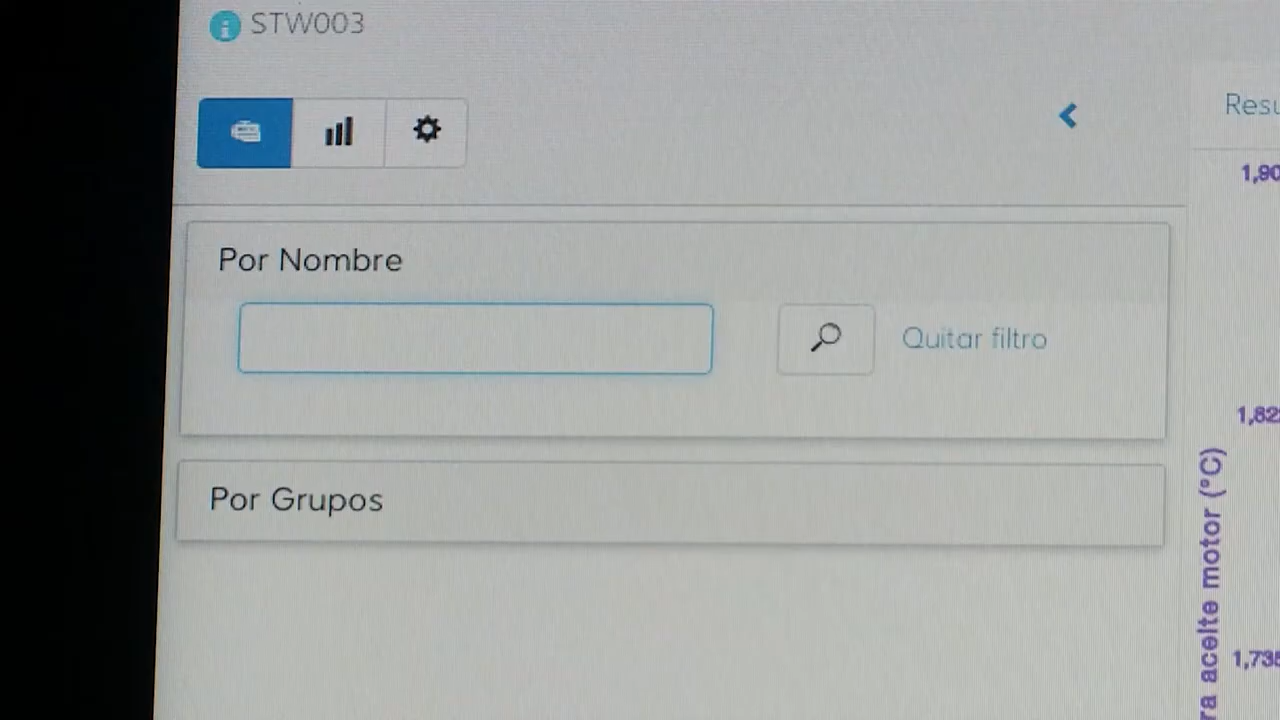 STW003
Por Nombre
Quitar filtro
Por Grupos
Resu
1,90
1,82
1,735
ra aceite motor (°C)